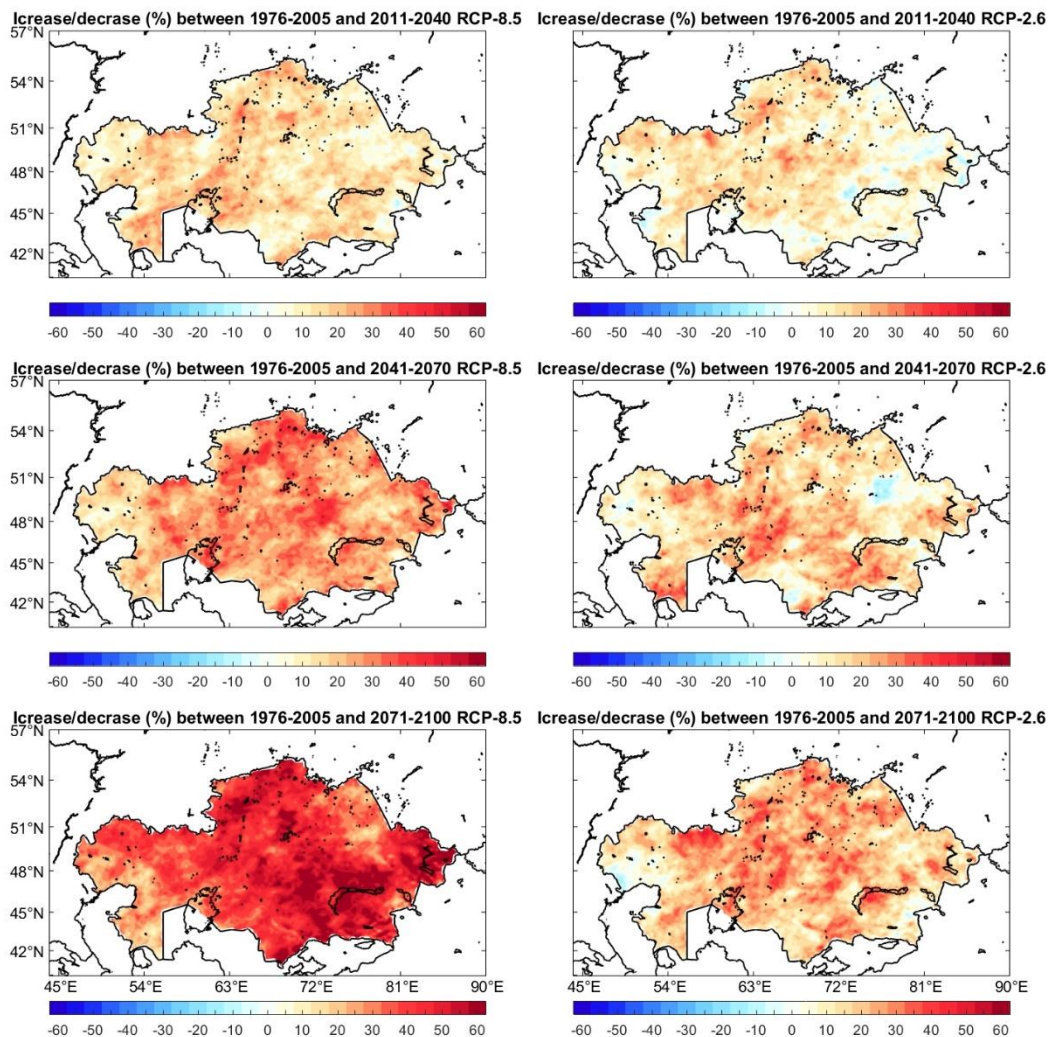 Icrease/decrase (%) between 1976-2005 and 2011-2040 RCP-8.5
57°N
54°N
51°N
48°N
45°N
42°N
-60 -50 -40 -30 -20 -10 0 10 20 30 40 50 60
Icrease/decrase (%) between 1976-2005 and 2011-2040 RCP-2.6
-60 -50 -40 -30 -20 -10 0 10 20 30 40 50 60
Icrease/decrase (%) between 1976-2005 and 2041-2070 RCP-8.5
57°N
54°N
51°N
48°N
45°N
42°N
-60 -50 -40 -30 -20 -10 0 10 20 30 40 50 60
Icrease/decrase (%) between 1976-2005 and 2041-2070 RCP-2.6
-60 -50 -40 -30 -20 -10 0 10 20 30 40 50 60
Icrease/decrase (%) between 1976-2005 and 2071-2100 RCP-8.5
57°N
54°N
51°N
48°N
45°N
42°N
45°E 54°E 63°E 72°E 81°E 90°E
-60 -50 -40 -30 -20 -10 0 10 20 30 40 50 60
Icrease/decrase (%) between 1976-2005 and 2071-2100 RCP-2.6
45°E 54°E 63°E 72°E 81°E 90°E
-60 -50 -40 -30 -20 -10 0 10 20 30 40 50 60